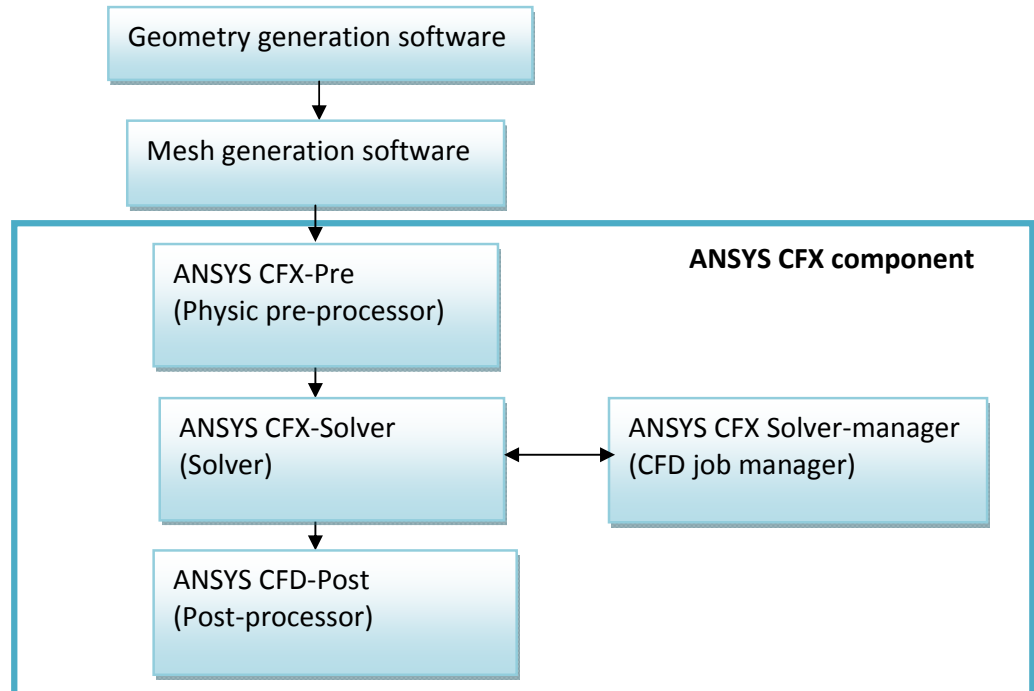 Geometry generation software
Mesh generation software
ANSYS CFX component
ANSYS CFX-Pre
(Physic pre-processor)
ANSYS CFX-Solver
(Solver)
ANSYS CFX Solver-manager
(CFD job manager)
ANSYS CFD-Post
(Post-processor)